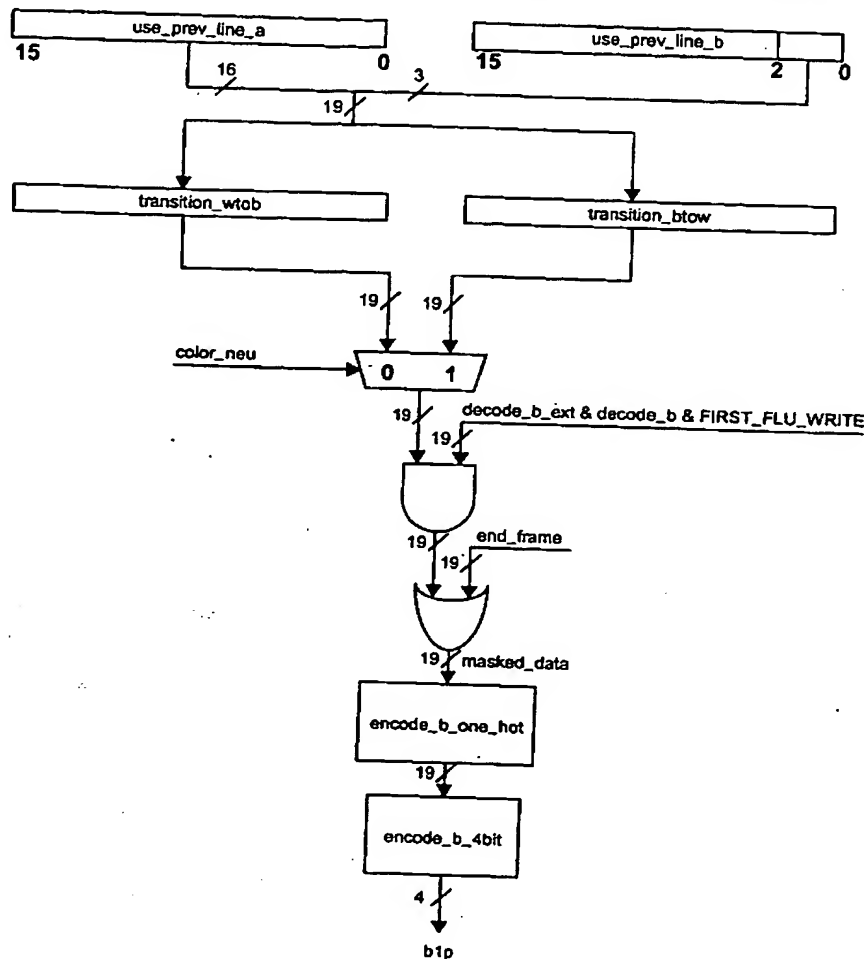 use_prev_line_a
use_prev_line_b
15
0
15
2
0
16
3
19
transition_wtob
transition_btow
19
19
color_neu
0
1
19
decode_b_ext & decode_b & FIRST_FLU_WRITE
19
19
end_frame
19
19
masked_data
encode_b_one_hot
19
encode_b_4bit
4
b1p